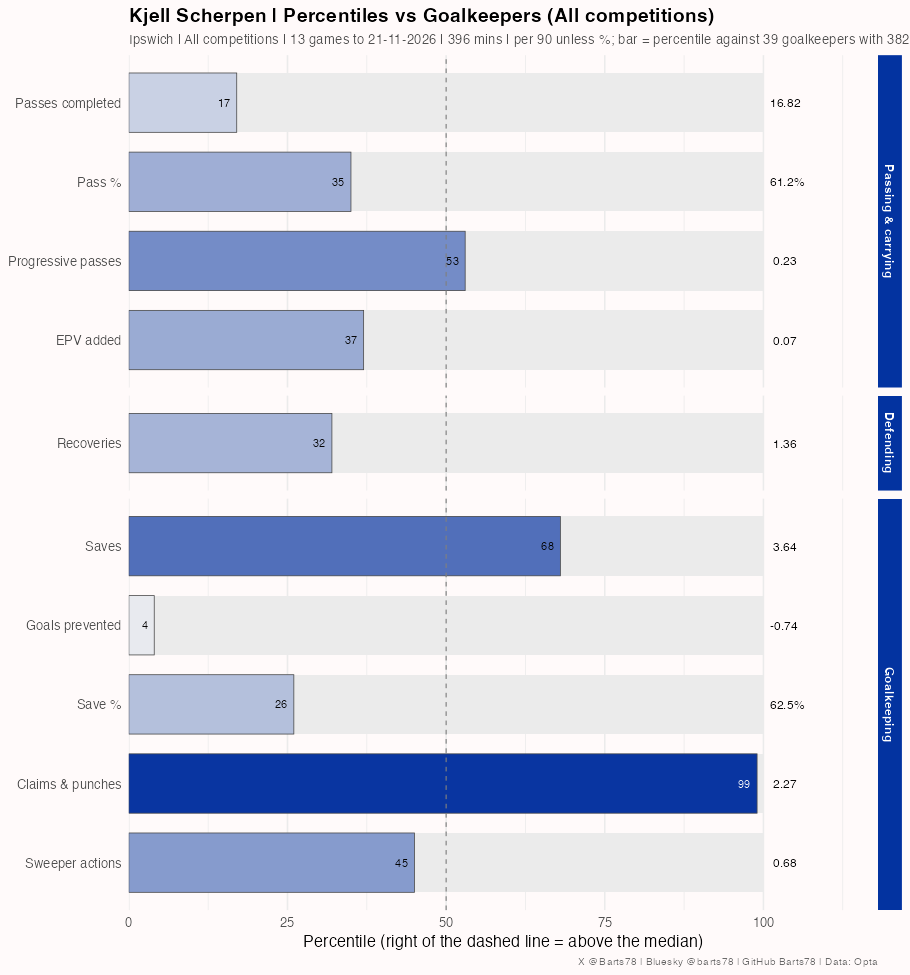 Kjell Scherpen | Percentiles vs Goalkeepers (All competitions)
Ipswich | All competitions | 13 games to 21-11-2026 | 396 mins | per 90 unless %; bar = percentile against 39 goalkeepers with 382
Passes completed 17 16.82
Pass % 35 61.2%
Progressive passes 53 0.23
EPV added 37 0.07
Passing & carrying
Recoveries 32 1.36
Defending
Saves 68 3.64
Goals prevented 4 -0.74
Save % 26 62.5%
Claims & punches 99 2.27
Sweeper actions 45 0.68
Goalkeeping
0 25 50 75 100
Percentile (right of the dashed line = above the median)
X @Barts78 | Bluesky @barts78 | GitHub Barts78 | Data: Opta